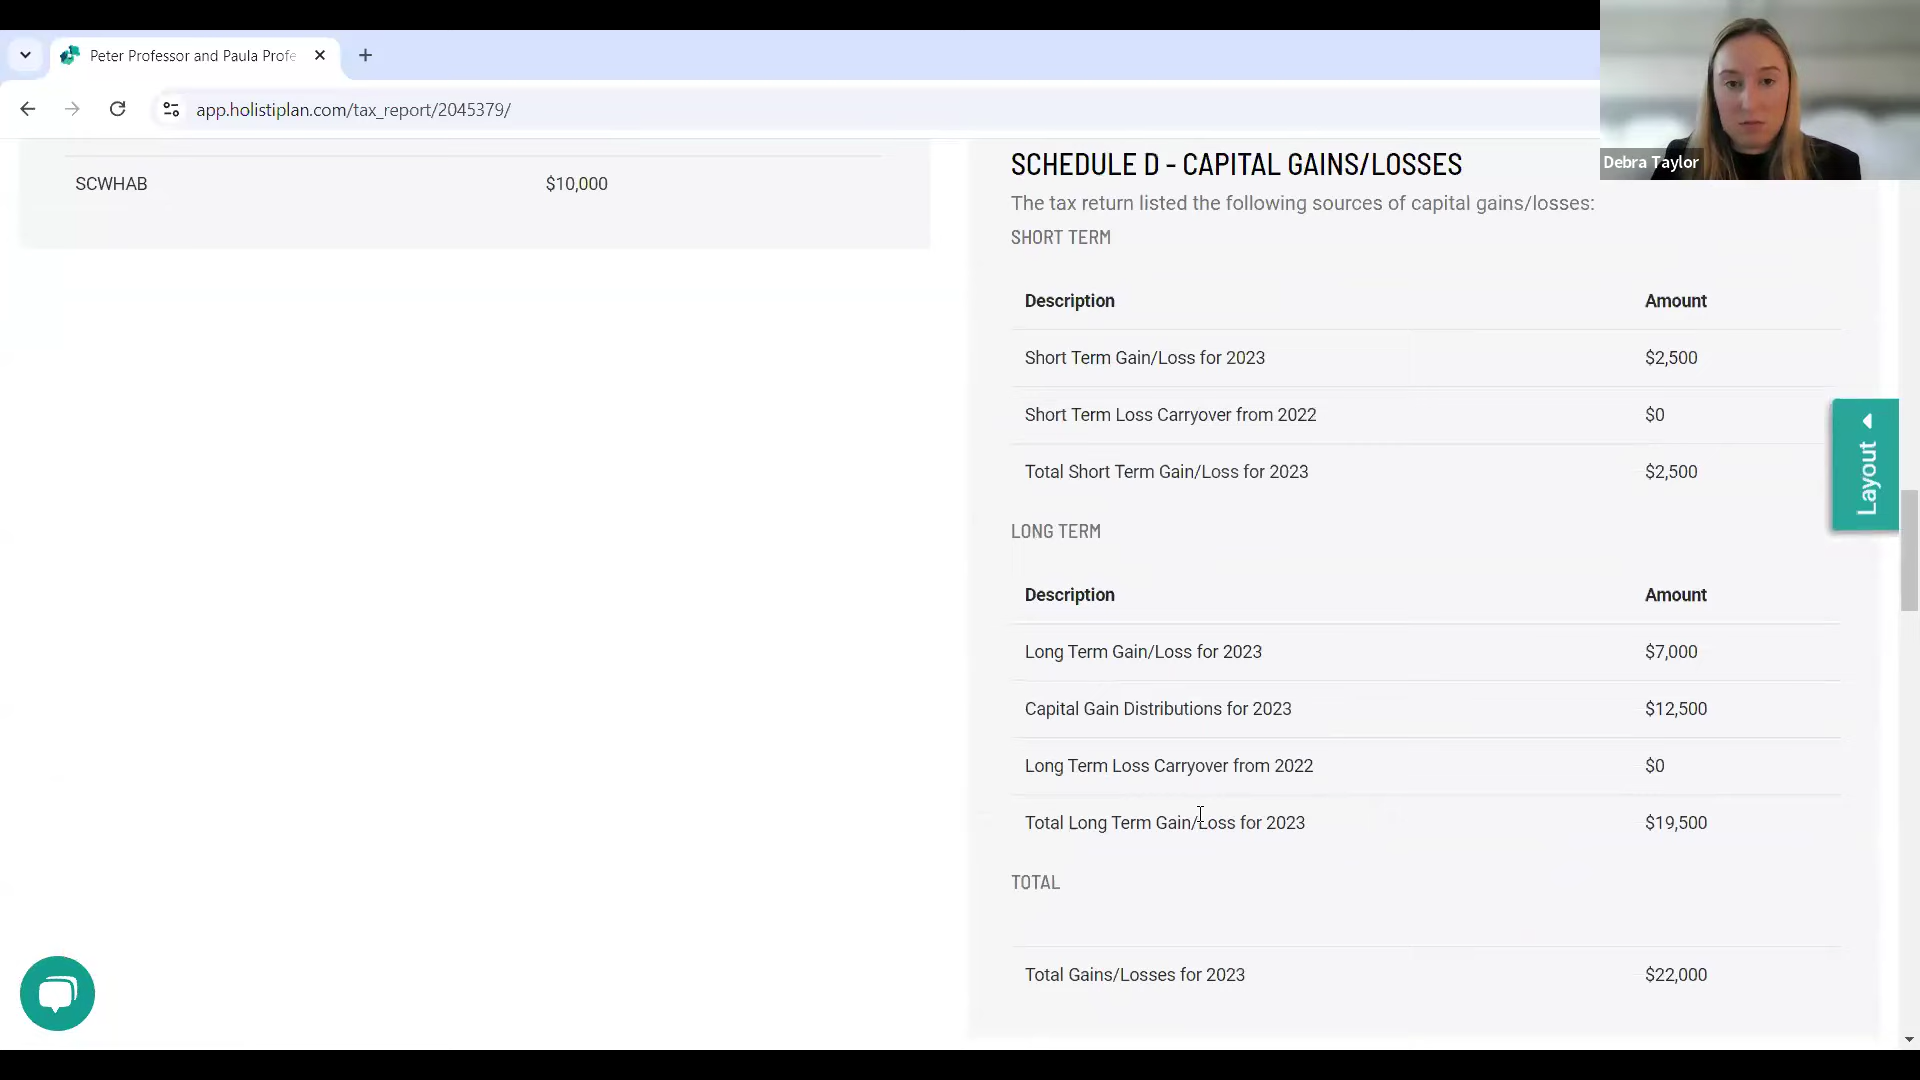 Peter Professor and Paula Profe
app.holistiplan.com/tax_report/2045379/
Debra Taylor
SCWHAB $10,000
SCHEDULE D - CAPITAL GAINS/LOSSES
The tax return listed the following sources of capital gains/losses:
SHORT TERM
Description Amount
Short Term Gain/Loss for 2023 $2,500
Short Term Loss Carryover from 2022 $0
Total Short Term Gain/Loss for 2023 $2,500
Layout
LONG TERM
Description Amount
Long Term Gain/Loss for 2023 $7,000
Capital Gain Distributions for 2023 $12,500
Long Term Loss Carryover from 2022 $0
Total Long Term Gain/Loss for 2023 $19,500
TOTAL
Total Gains/Losses for 2023 $22,000